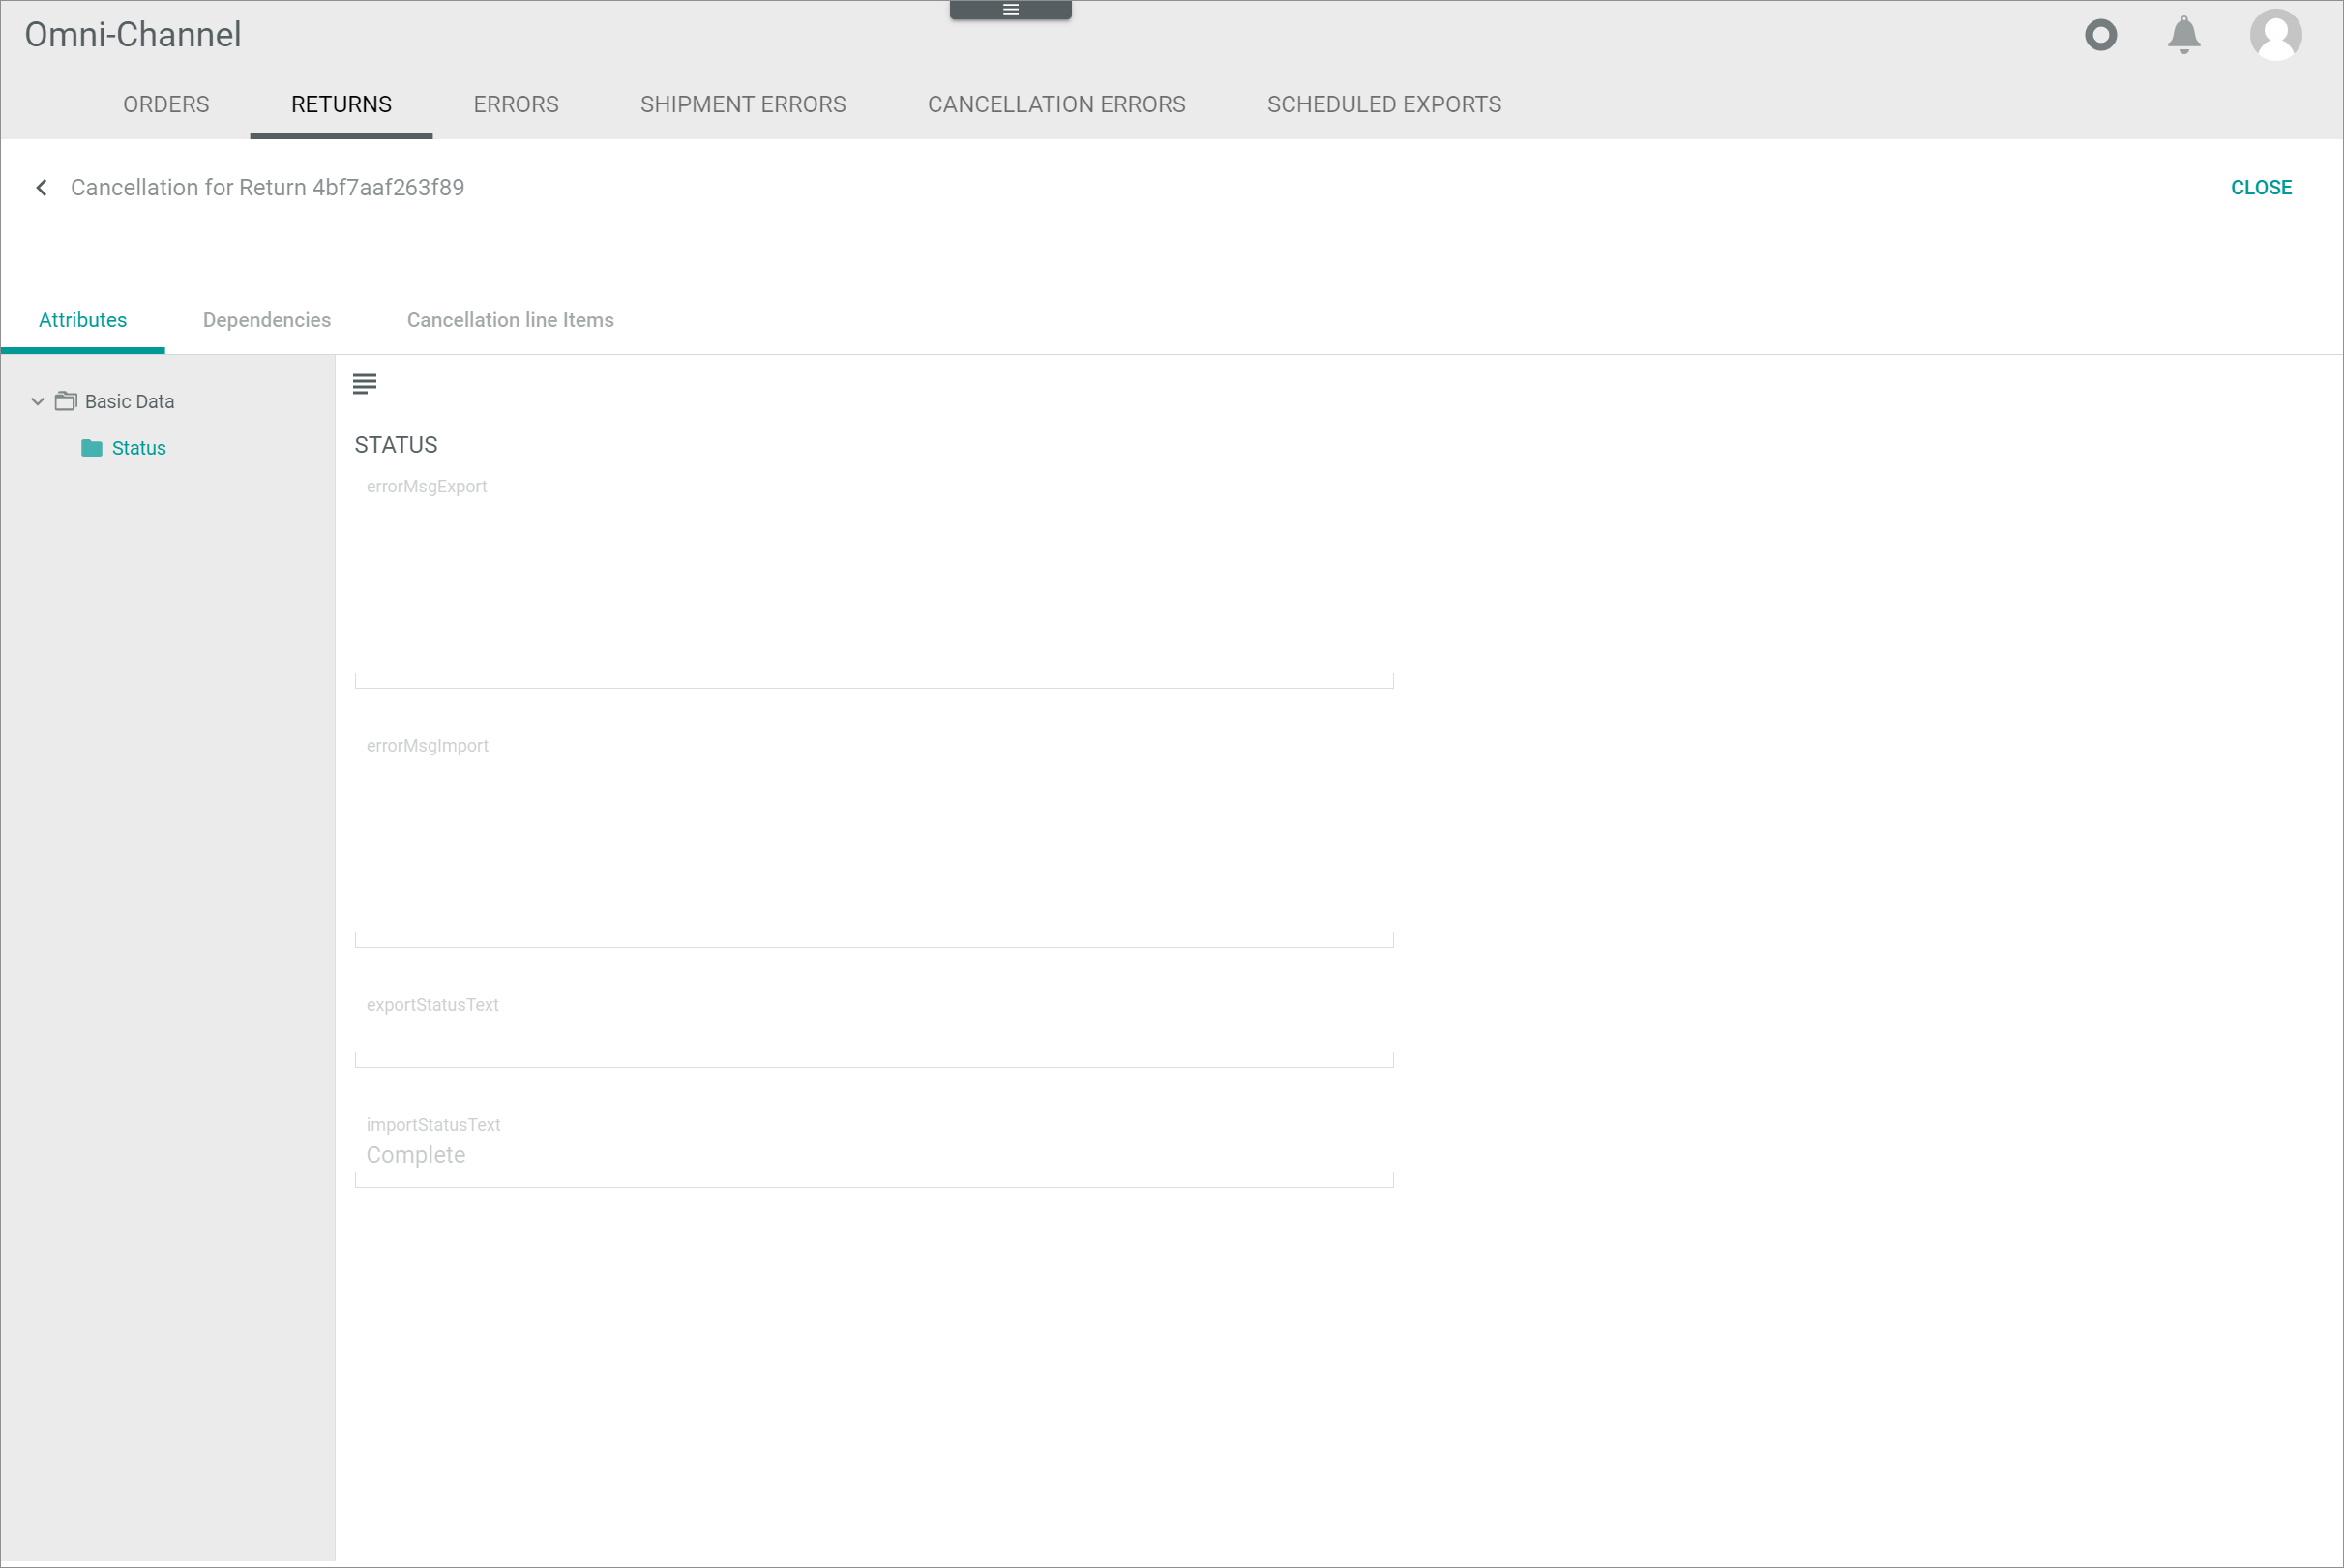 Omni-Channel
ORDERS RETURNS ERRORS SHIPMENT ERRORS CANCELLATION ERRORS SCHEDULED EXPORTS
Cancellation for Return 4bf7aaf263f89 CLOSE
Attributes Dependencies Cancellation line Items
Basic Data
Status
STATUS
errorMsgExport
errorMsgImport
exportStatusText
importStatusText
Complete